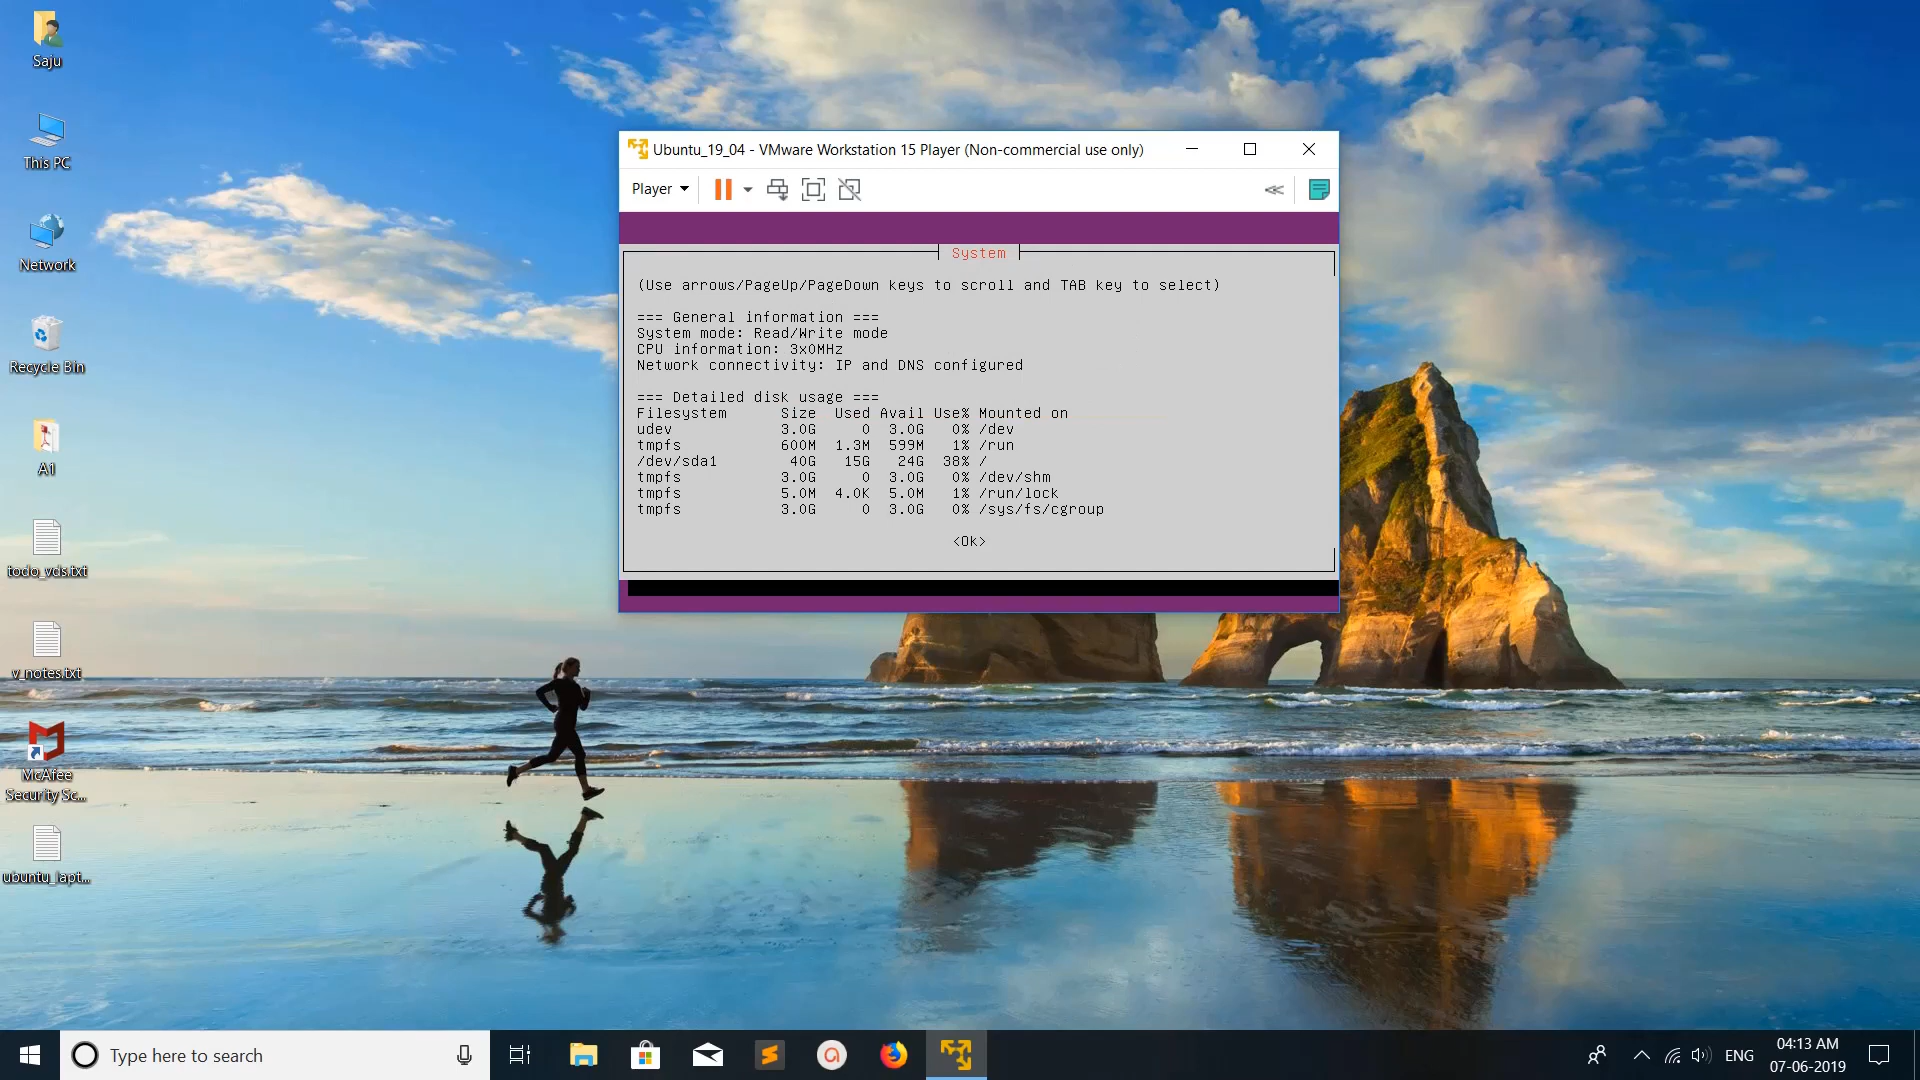 Saju
This PC
Network
Recycle Bin
A1
todo_vds.txt
v_notes.txt
McAfee
Security Sc...
ubuntu_lapt...
Ubuntu_19_04 - VMware Workstation 15 Player (Non-commercial use only)
Player
System
(Use arrows/PageUp/PageDown keys to scroll and TAB key to select)
=== General information ===
System mode: Read/Write mode
CPU information: 3x0MHz
Network connectivity: IP and DNS configured
=== Detailed disk usage ===
Filesystem Size Used Avail Use% Mounted on
udev 3.0G 0 3.0G 0% /dev
tmpfs 600M 1.3M 599M 1% /run
/dev/sda1 40G 15G 24G 38% /
tmpfs 3.0G 0 3.0G 0% /dev/shm
tmpfs 5.0M 4.0K 5.0M 1% /run/lock
tmpfs 3.0G 0 3.0G 0% /sys/fs/cgroup
<Ok>
Type here to search
ENG
04:13 AM
07-06-2019